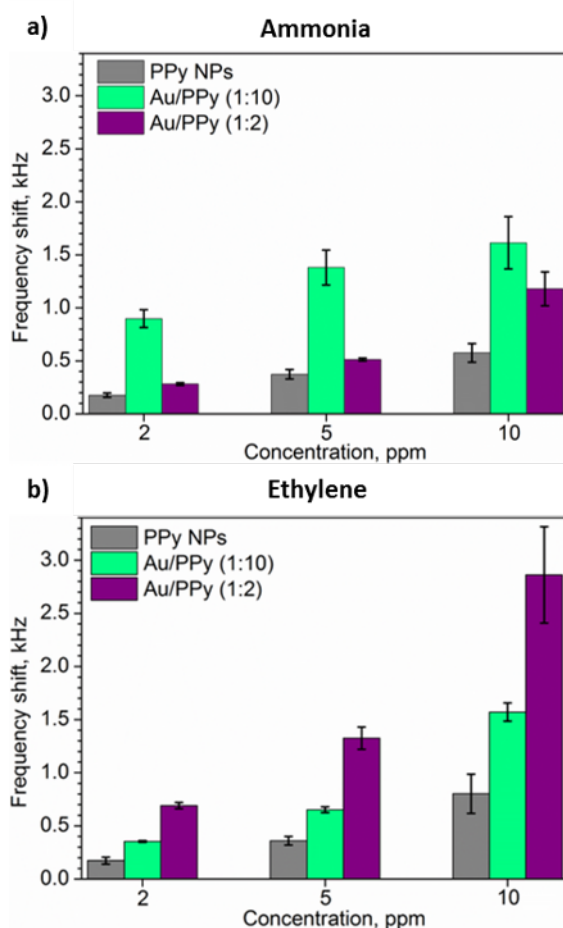 a)
Ammonia
PPy NPs
Au/PPy (1:10)
Au/PPy (1:2)
Frequency shift, kHz
3.0
2.5
2.0
1.5
1.0
0.5
0.0
2 5 10
Concentration, ppm
b)
Ethylene
PPy NPs
Au/PPy (1:10)
Au/PPy (1:2)
Frequency shift, kHz
3.0
2.5
2.0
1.5
1.0
0.5
0.0
2 5 10
Concentration, ppm